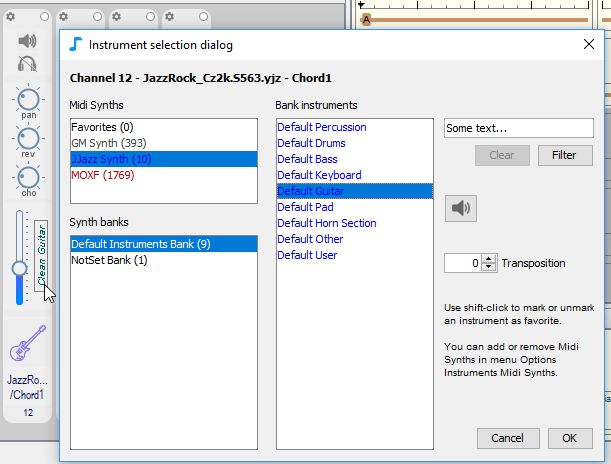 A
Instrument selection dialog
Channel 12 - JazzRock_Cz2k.S563.yjz - Chord1
Midi Synths
Favorites (0)
GM Synth (393)
JJazz Synth (10)
MOXF (1769)
Synth banks
Default Instruments Bank (9)
NotSet Bank (1)
Bank instruments
Default Percussion
Default Drums
Default Bass
Default Keyboard
Default Guitar
Default Pad
Default Horn Section
Default Other
Default User
Some text...
Clear
Filter
0
Transposition
Use shift-click to mark or unmark
an instrument as favorite.
You can add or remove Midi
Synths in menu Options
Instruments Midi Synths.
Cancel
OK
pan
rev
cho
Clean Guitar
JazzRo...
/Chord1
12